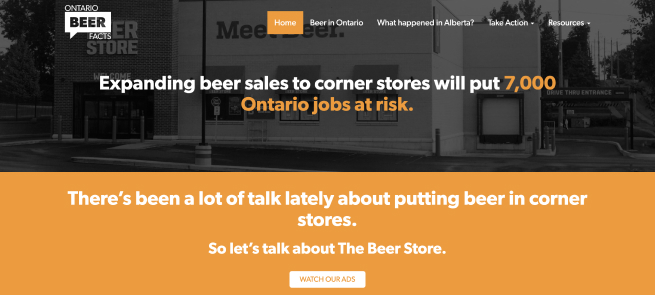 ONTARIO
BEER
FACTS
Home
Beer in Ontario
What happened in Alberta?
Take Action
Resources
BEER
STORE
Meet Beer.
WELCOME
DRIVE THRU ENTRANCE
Expanding beer sales to corner stores will put 7,000
Ontario jobs at risk.
There's been a lot of talk lately about putting beer in corner
stores.
So let's talk about The Beer Store.
WATCH OUR ADS